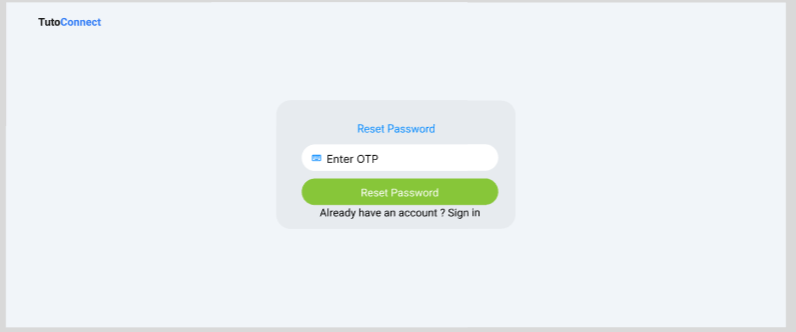 TutoConnect
Reset Password
Enter OTP
Reset Password
Already have an account ? Sign in